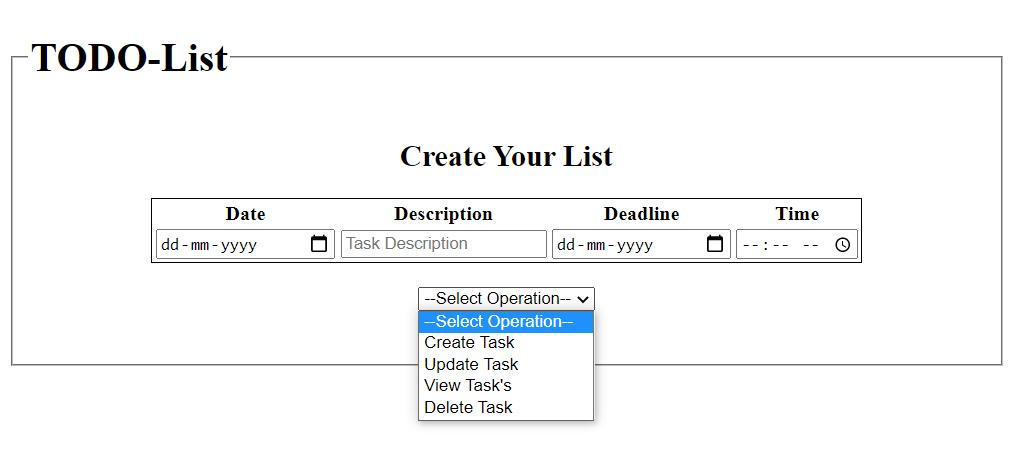 TODO-List
Create Your List
Date Description Deadline Time
dd-mm-yyyy Task Description dd-mm-yyyy --:-- --
--Select Operation--
--Select Operation--
Create Task
Update Task
View Task's
Delete Task